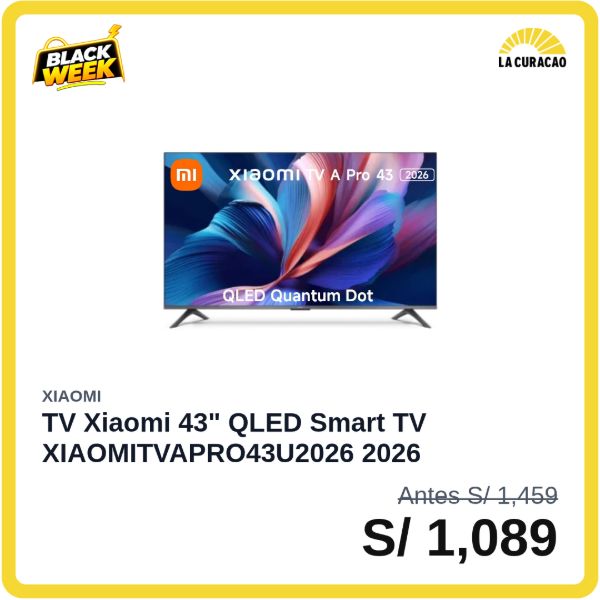 BLACK
WEEK
LA CURACAO
mi
xiaomi TV A Pro 43 2026
QLED Quantum Dot
XIAOMI
TV Xiaomi 43" QLED Smart TV
XIAOMITVAPRO43U2026 2026
Antes S/ 1,459
S/ 1,089